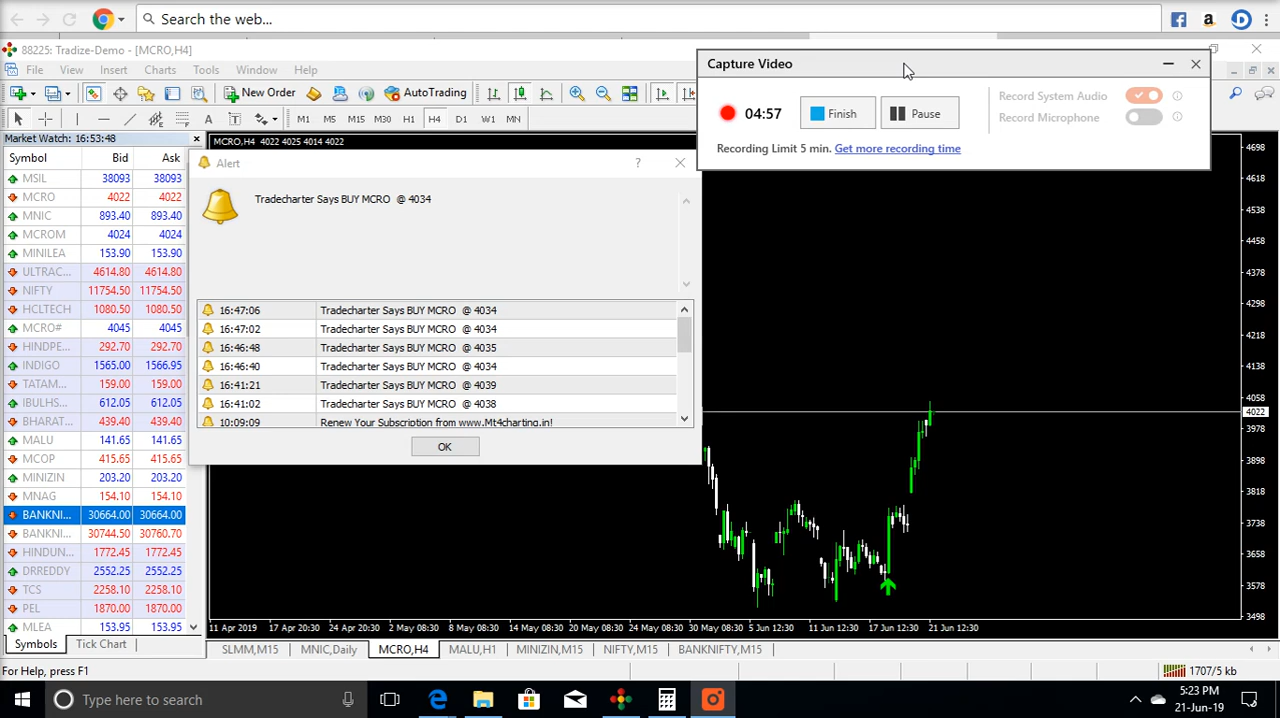 Search the web...
88225: Tradize-Demo - [MCRO,H4]
File View Insert Charts Tools Window Help
New Order AutoTrading
M1 M5 M15 M30 H1 H4 D1 W1 MN
Capture Video
04:57 Finish Pause
Record System Audio
Record Microphone
Recording Limit 5 min. Get more recording time
Market Watch: 16:53:48
Symbol Bid Ask
MSIL 38093 38093
MCRO 4022 4022
MNIC 893.40 893.40
MCROM 4024 4024
MINILEA 153.90 153.90
ULTRAC... 4614.80 4614.80
NIFTY 11754.50 11754.50
HCLTECH 1080.50 1080.50
MCRO# 4045 4045
HINDPE... 292.70 292.70
INDIGO 1565.00 1566.95
TATAM... 159.00 159.00
IBULHS... 612.05 612.05
BHARAT... 439.40 439.40
MALU 141.65 141.65
MCOP 415.65 415.65
MINIZIN 203.20 203.20
MNAG 154.10 154.10
BANKNI... 30664.00 30664.00
BANKNI... 30744.50 30760.70
HINDUN... 1772.45 1772.45
DRREDDY 2552.25 2552.25
TCS 2258.10 2258.10
PEL 1870.00 1870.00
MLEA 153.95 153.95
Symbols Tick Chart
MCRO,H4 4022 4025 4014 4022
Alert
Tradecharter Says BUY MCRO @ 4034
16:47:06 Tradecharter Says BUY MCRO @ 4034
16:47:02 Tradecharter Says BUY MCRO @ 4034
16:46:48 Tradecharter Says BUY MCRO @ 4035
16:46:40 Tradecharter Says BUY MCRO @ 4034
16:41:21 Tradecharter Says BUY MCRO @ 4039
16:41:02 Tradecharter Says BUY MCRO @ 4038
10:09:09 Renew Your Subscription from www.Mt4charting.in!
OK
4698
4618
4538
4458
4378
4298
4218
4138
4058
4022
3978
3898
3818
3738
3658
3578
3498
11 Apr 2019 17 Apr 20:30 24 Apr 20:30 2 May 08:30 8 May 08:30 14 May 08:30 20 May 08:30 24 May 08:30 30 May 08:30 5 Jun 12:30 11 Jun 12:30 17 Jun 12:30 21 Jun 12:30
SLMM,M15 MNIC,Daily MCRO,H4 MALU,H1 MINIZIN,M15 NIFTY,M15 BANKNIFTY,M15
For Help, press F1
1707/5 kb
Type here to search
5:23 PM
21-Jun-19